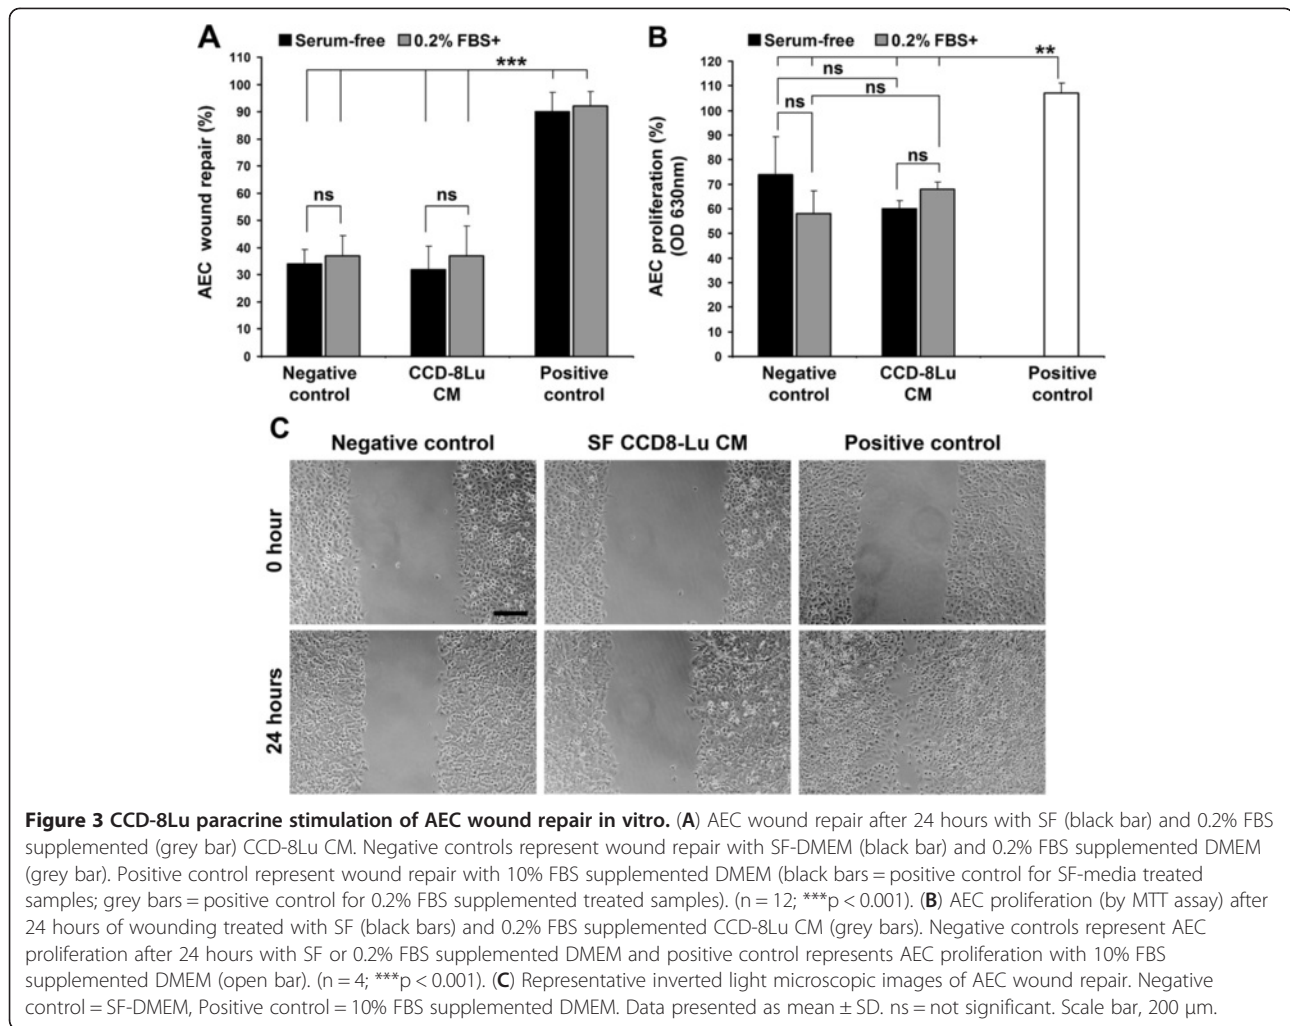 A
Serum-free 0.2% FBS+
AEC wound repair (%)
110
100
90
80
70
60
50
40
30
20
10
0
***
ns
ns
Negative control
CCD-8Lu CM
Positive control
B
Serum-free 0.2% FBS+
AEC proliferation (%)
(OD 630nm)
120
110
100
90
80
70
60
50
40
30
20
10
0
**
ns
ns
ns
ns
Negative control
CCD-8Lu CM
Positive control
C
Negative control SF CCD8-Lu CM Positive control
0 hour
24 hours
Figure 3 CCD-8Lu paracrine stimulation of AEC wound repair in vitro. (A) AEC wound repair after 24 hours with SF (black bar) and 0.2% FBS
supplemented (grey bar) CCD-8Lu CM. Negative controls represent wound repair with SF-DMEM (black bar) and 0.2% FBS supplemented DMEM
(grey bar). Positive control represent wound repair with 10% FBS supplemented DMEM (black bars = positive control for SF-media treated
samples; grey bars = positive control for 0.2% FBS supplemented treated samples). (n = 12; ***p < 0.001). (B) AEC proliferation (by MTT assay) after
24 hours of wounding treated with SF (black bars) and 0.2% FBS supplemented CCD-8Lu CM (grey bars). Negative controls represent AEC
proliferation after 24 hours with SF or 0.2% FBS supplemented DMEM and positive control represents AEC proliferation with 10% FBS
supplemented DMEM (open bar). (n = 4; ***p < 0.001). (C) Representative inverted light microscopic images of AEC wound repair. Negative
control = SF-DMEM, Positive control = 10% FBS supplemented DMEM. Data presented as mean ± SD. ns = not significant. Scale bar, 200 μm.